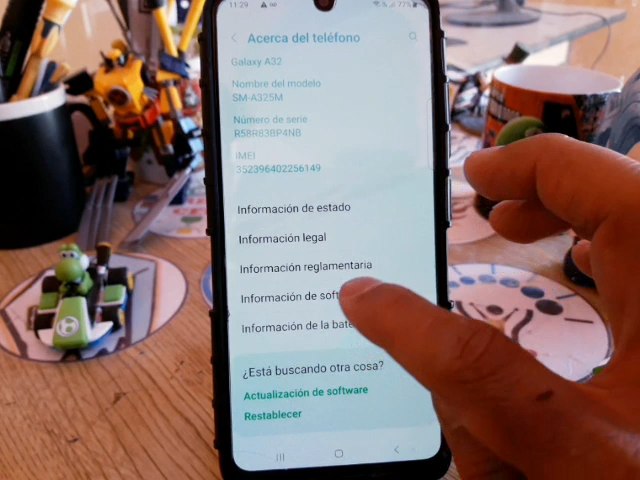 11:29
77%
Acerca del teléfono
Galaxy A32
Nombre del modelo
SM-A325M
Número de serie
R58R83BP4NB
IMEI
352396402256149
Información de estado
Información legal
Información reglamentaria
Información de
Información de la
¿Está buscando otra cosa?
Actualización de software
Restablecer